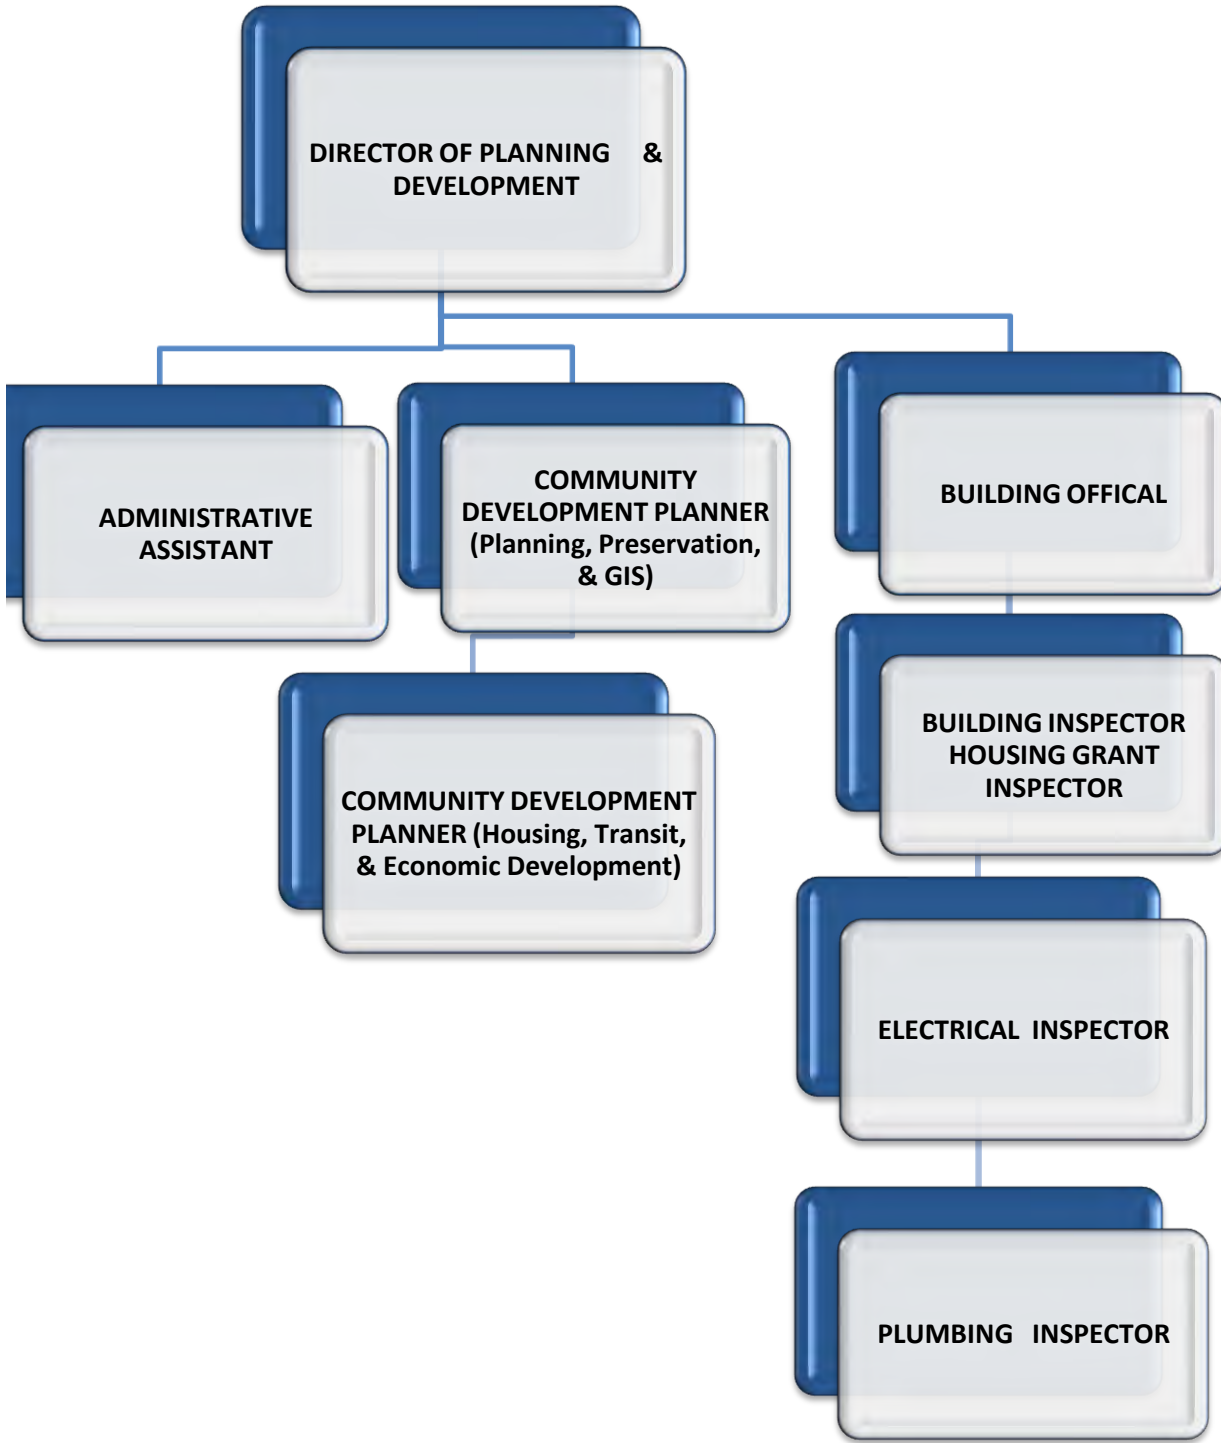 DIRECTOR OF PLANNING &
DEVELOPMENT
ADMINISTRATIVE
ASSISTANT
COMMUNITY
DEVELOPMENT PLANNER
(Planning, Preservation,
& GIS)
BUILDING OFFICAL
COMMUNITY DEVELOPMENT
PLANNER (Housing, Transit,
& Economic Development)
BUILDING INSPECTOR
HOUSING GRANT
INSPECTOR
ELECTRICAL INSPECTOR
PLUMBING INSPECTOR